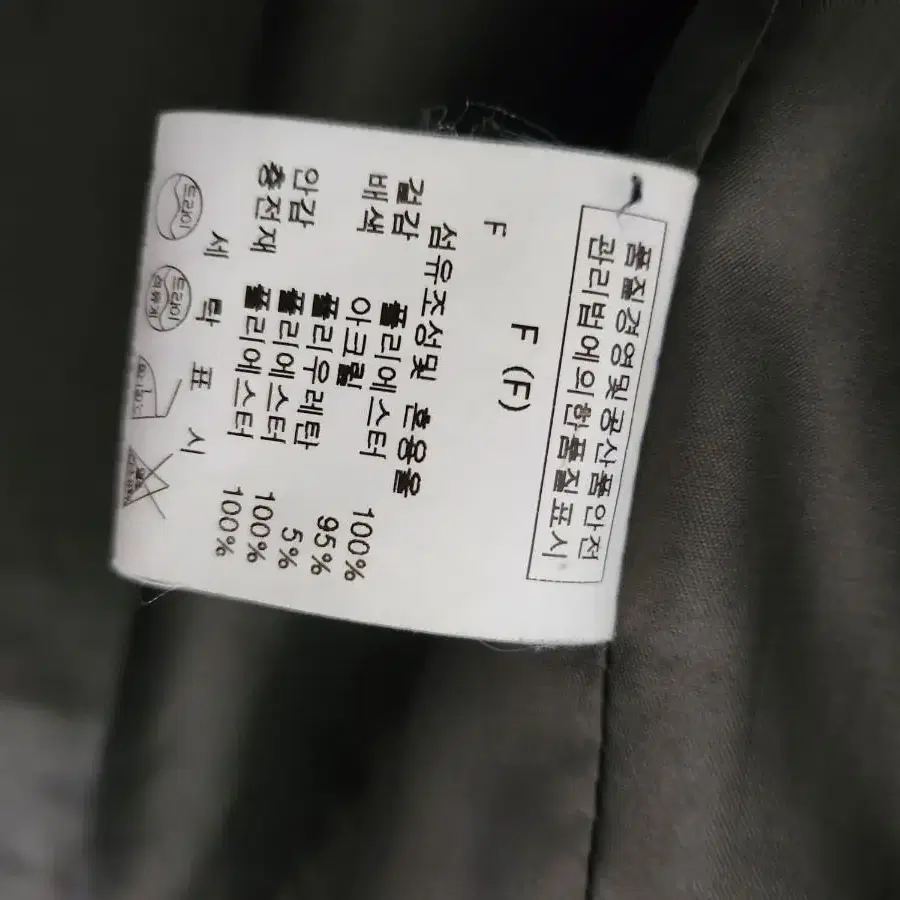 품질경영및공산품안전
관리법에의한품질표시
F (F)
F
섬유조성및 혼용율
겉감 폴리에스터 100%
배색 아크릴 95%
폴리우레탄 5%
안감 폴리에스터 100%
충전재 폴리에스터 100%
세 탁 표 시
드라이
드라이